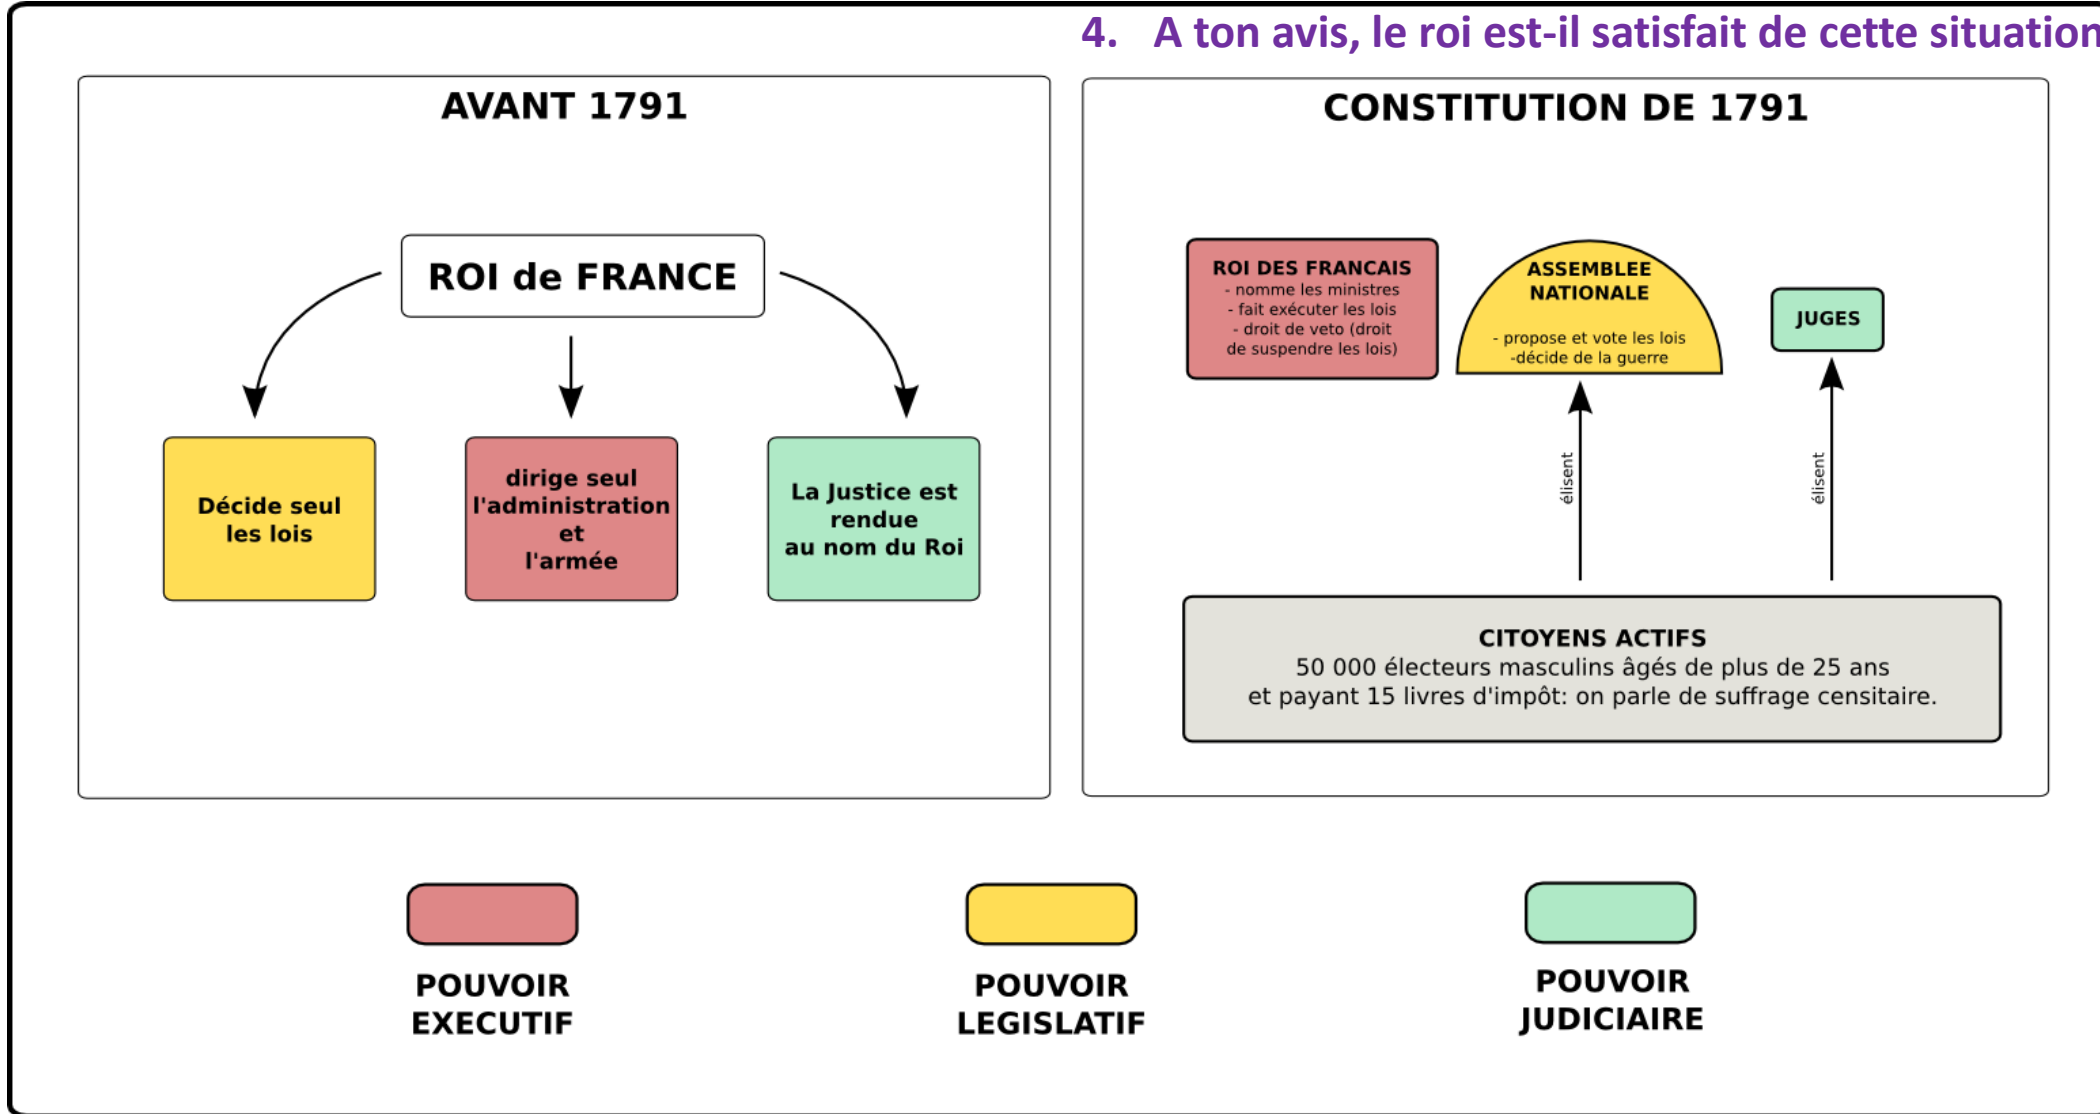 4. A ton avis, le roi est-il satisfait de cette situation
AVANT 1791
ROI de FRANCE
Décide seul
les lois
dirige seul
l'administration
et
l'armée
La Justice est
rendue
au nom du Roi
CONSTITUTION DE 1791
ROI DES FRANCAIS
- nomme les ministres
- fait exécuter les lois
- droit de veto (droit
de suspendre les lois)
ASSEMBLEE
NATIONALE
- propose et vote les lois
-décide de la guerre
JUGES
élisent
élisent
CITOYENS ACTIFS
50 000 électeurs masculins âgés de plus de 25 ans
et payant 15 livres d'impôt: on parle de suffrage censitaire.
POUVOIR
EXECUTIF
POUVOIR
LEGISLATIF
POUVOIR
JUDICIAIRE